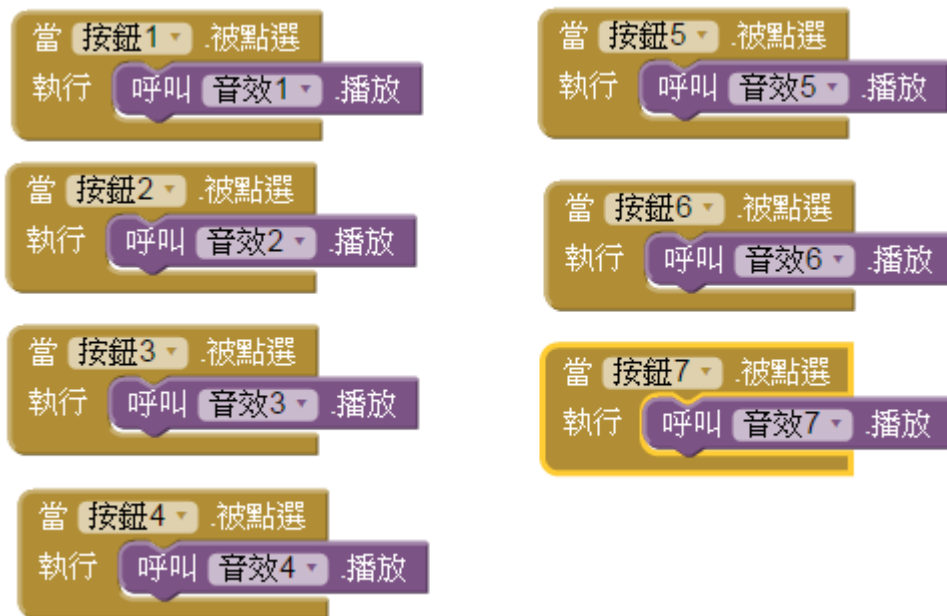 當 按鈕1 .被點選
執行 呼叫 音效1 .播放
當 按鈕2 .被點選
執行 呼叫 音效2 .播放
當 按鈕3 .被點選
執行 呼叫 音效3 .播放
當 按鈕4 .被點選
執行 呼叫 音效4 .播放
當 按鈕5 .被點選
執行 呼叫 音效5 .播放
當 按鈕6 .被點選
執行 呼叫 音效6 .播放
當 按鈕7 .被點選
執行 呼叫 音效7 .播放